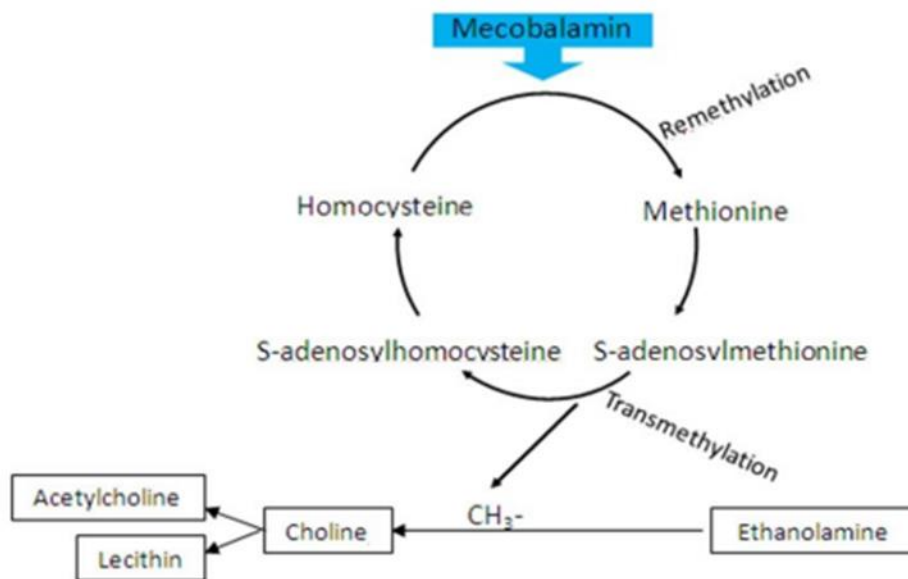 Mecobalamin
Remethylation
Homocysteine
Methionine
S-adenosylhomocysteine
S-adenosylmethionine
Transmethylation
Acetylcholine
CH₃-
Choline
Ethanolamine
Lecithin